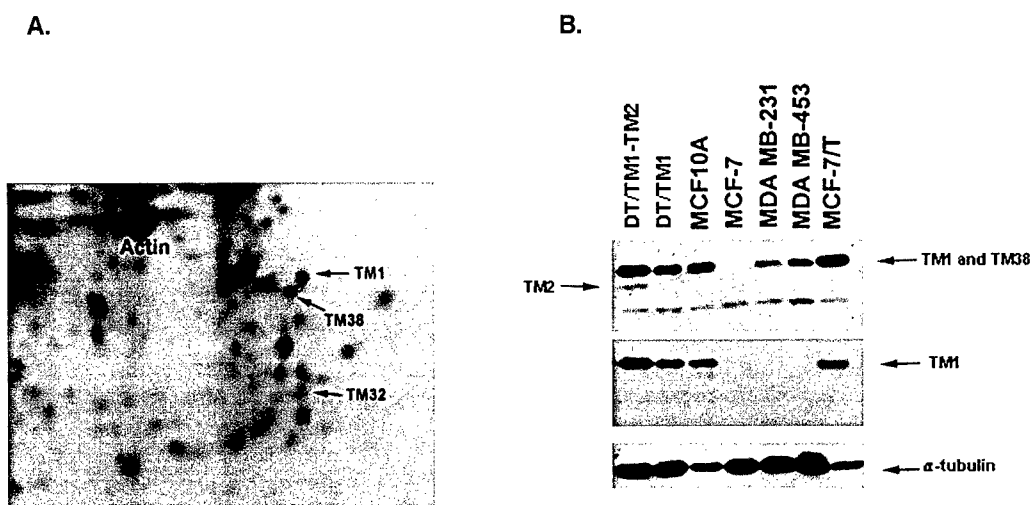 A.
B.
Actin
TM1
TM38
TM32
DT/TM1-TM2
DT/TM1
MCF10A
MCF-7
MDA MB-231
MDA MB-453
MCF-7/T
TM1 and TM38
TM2
TM1
α-tubulin